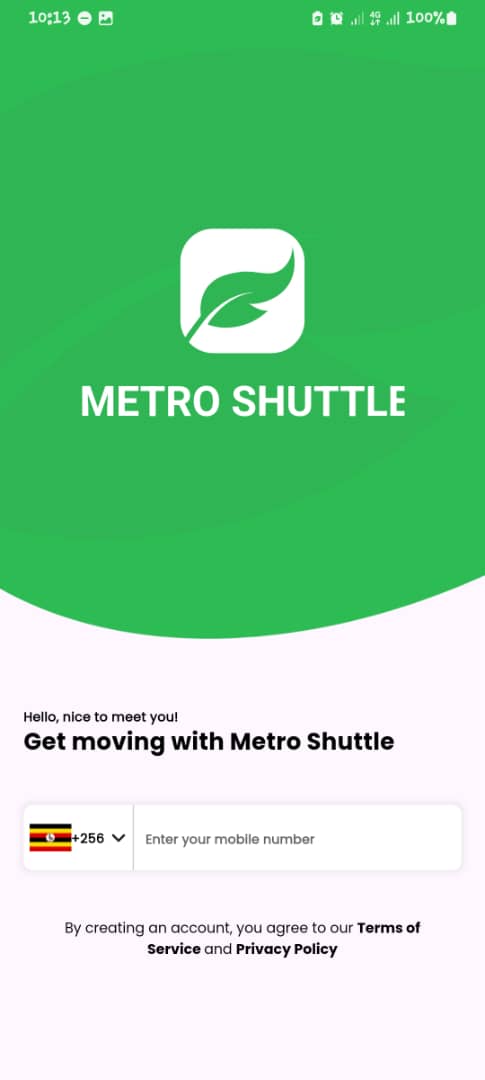 10:13
4G
100%
METRO SHUTTLE
Hello, nice to meet you!
Get moving with Metro Shuttle
+256
Enter your mobile number
By creating an account, you agree to our Terms of
Service and Privacy Policy